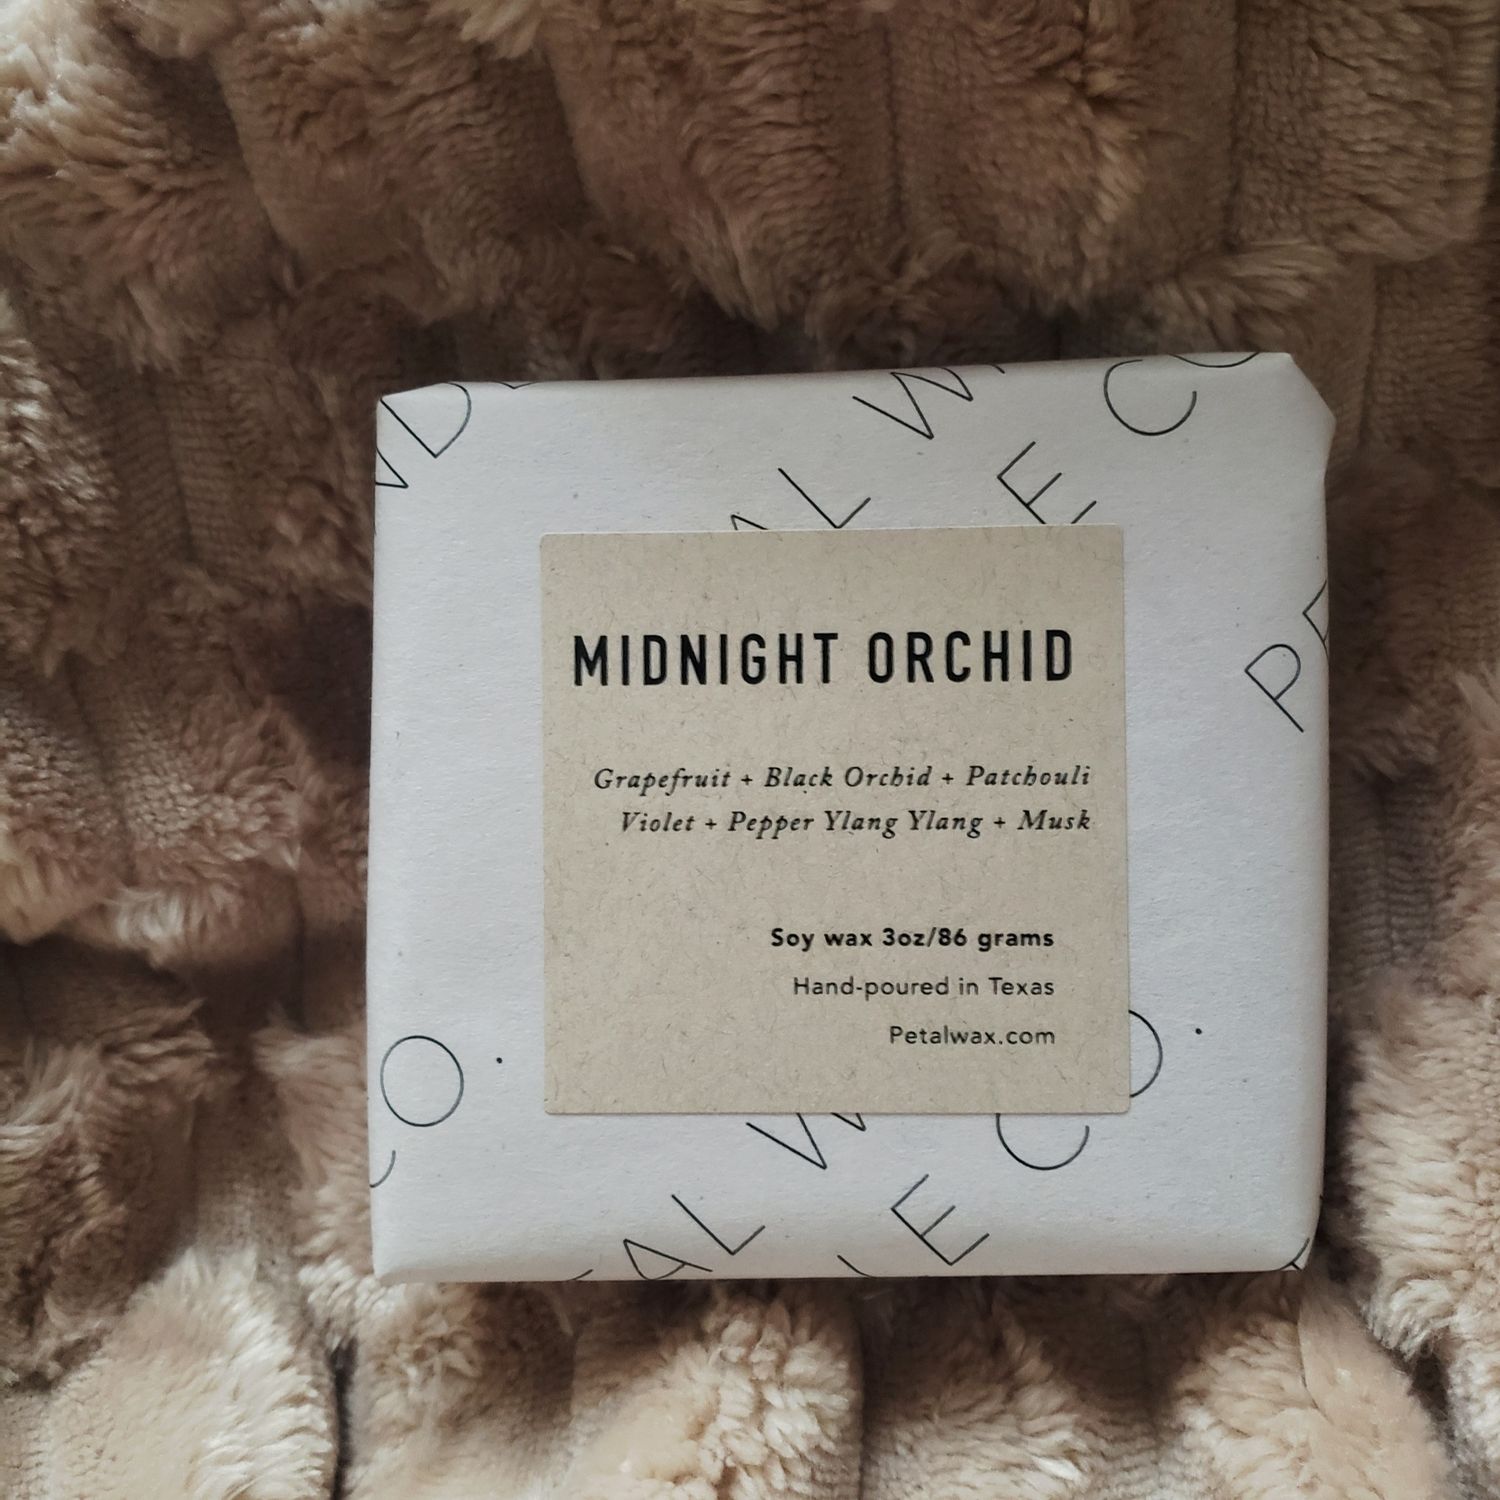 MIDNIGHT ORCHID
Grapefruit + Black Orchid + Patchouli
Violet + Pepper Ylang Ylang + Musk
Soy wax 3oz/86 grams
Hand-poured in Texas
Petalwax.com